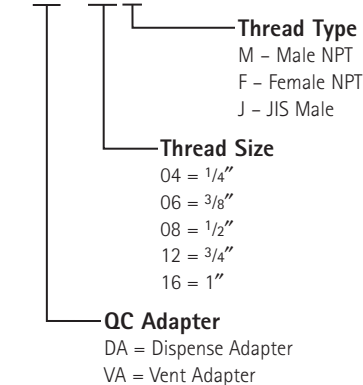 Thread Type
M – Male NPT
F – Female NPT
J – JIS Male
Thread Size
04 = 1/4″
06 = 3/8″
08 = 1/2″
12 = 3/4″
16 = 1″
QC Adapter
DA = Dispense Adapter
VA = Vent Adapter